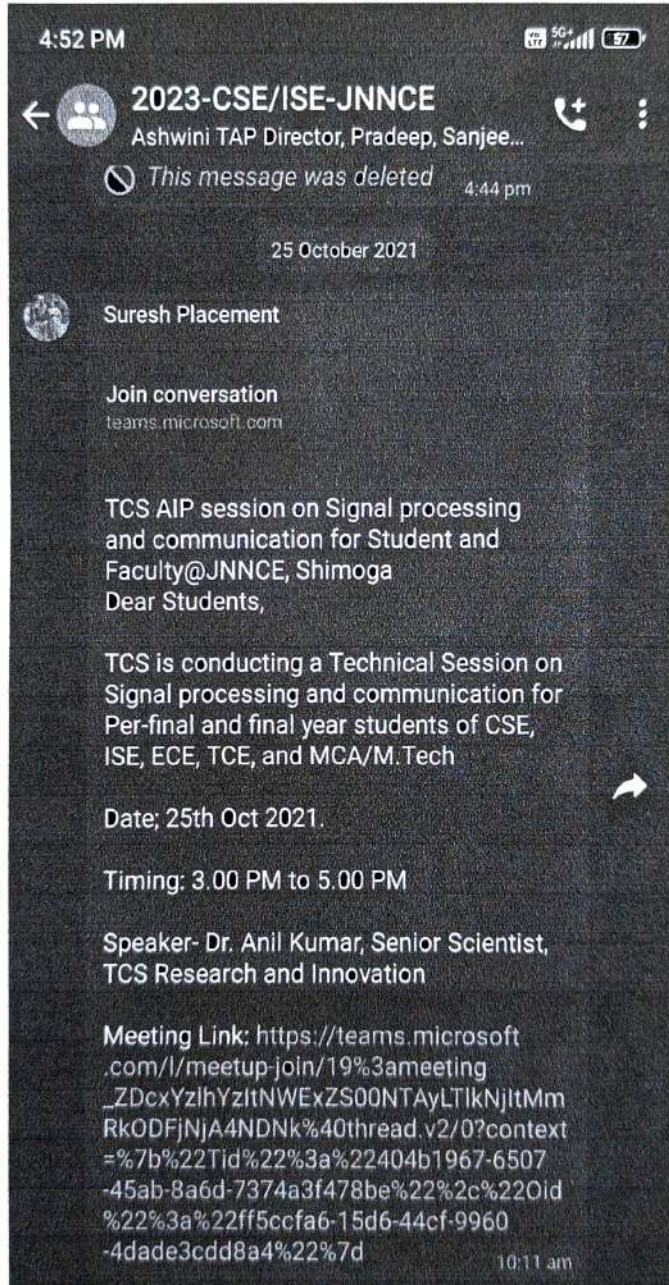 4:52 PM
Vo LTE 5G+ 57
2023-CSE/ISE-JNNCE
Ashwini TAP Director, Pradeep, Sanjee...
This message was deleted 4:44 pm
25 October 2021
Suresh Placement
Join conversation
teams.microsoft.com
TCS AIP session on Signal processing
and communication for Student and
Faculty@JNNCE, Shimoga
Dear Students,
TCS is conducting a Technical Session on
Signal processing and communication for
Per-final and final year students of CSE,
ISE, ECE, TCE, and MCA/M.Tech
Date; 25th Oct 2021.
Timing: 3.00 PM to 5.00 PM
Speaker- Dr. Anil Kumar, Senior Scientist,
TCS Research and Innovation
Meeting Link: https://teams.microsoft
.com/l/meetup-join/19%3ameeting
_ZDcxYzlhYzltNWExZS00NTAyLTlkNjltMm
RkODFjNjA4NDNk%40thread.v2/0?context
=%7b%22Tid%22%3a%22404b1967-6507
-45ab-8a6d-7374a3f478be%22%2c%22Oid
%22%3a%22ff5ccfa6-15d6-44cf-9960
-4dade3cdd8a4%22%7d
10:11 am